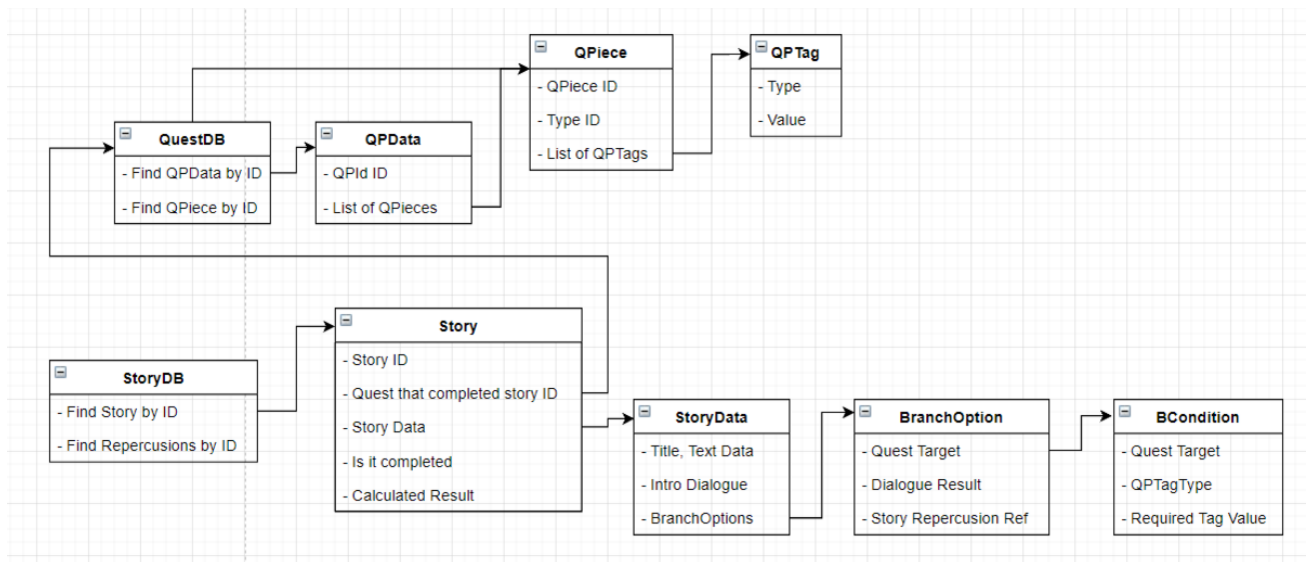 QPiece
- QPiece ID
- Type ID
- List of QPTags
QPTag
- Type
- Value
QuestDB
- Find QPData by ID
- Find QPiece by ID
QPData
- QPId ID
- List of QPieces
StoryDB
- Find Story by ID
- Find Repercusions by ID
Story
- Story ID
- Quest that completed story ID
- Story Data
- Is it completed
- Calculated Result
StoryData
- Title, Text Data
- Intro Dialogue
- BranchOptions
BranchOption
- Quest Target
- Dialogue Result
- Story Repercusion Ref
BCondition
- Quest Target
- QPTagType
- Required Tag Value